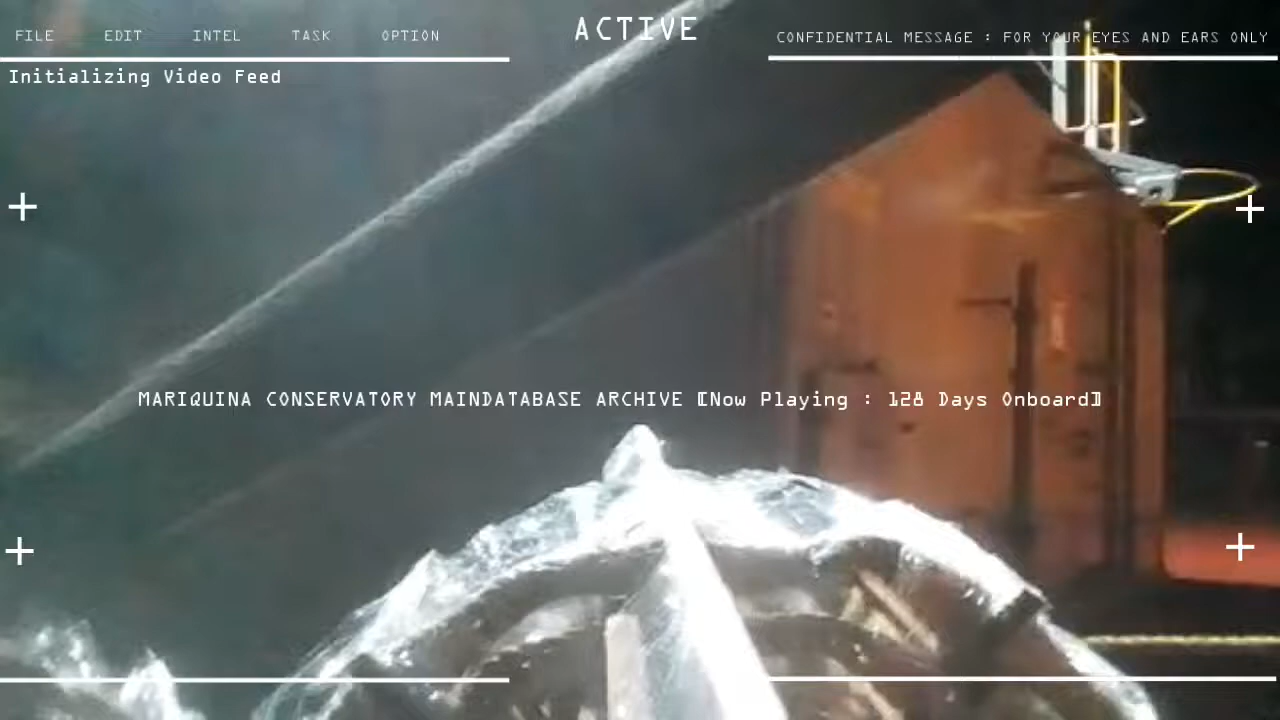 FILE EDIT INTEL TASK OPTION
ACTIVE
CONFIDENTIAL MESSAGE : FOR YOUR EYES AND EARS ONLY
Initializing Video Feed
MARIQUINA CONSERVATORY MAINDATABASE ARCHIVE [Now Playing : 128 Days Onboard]